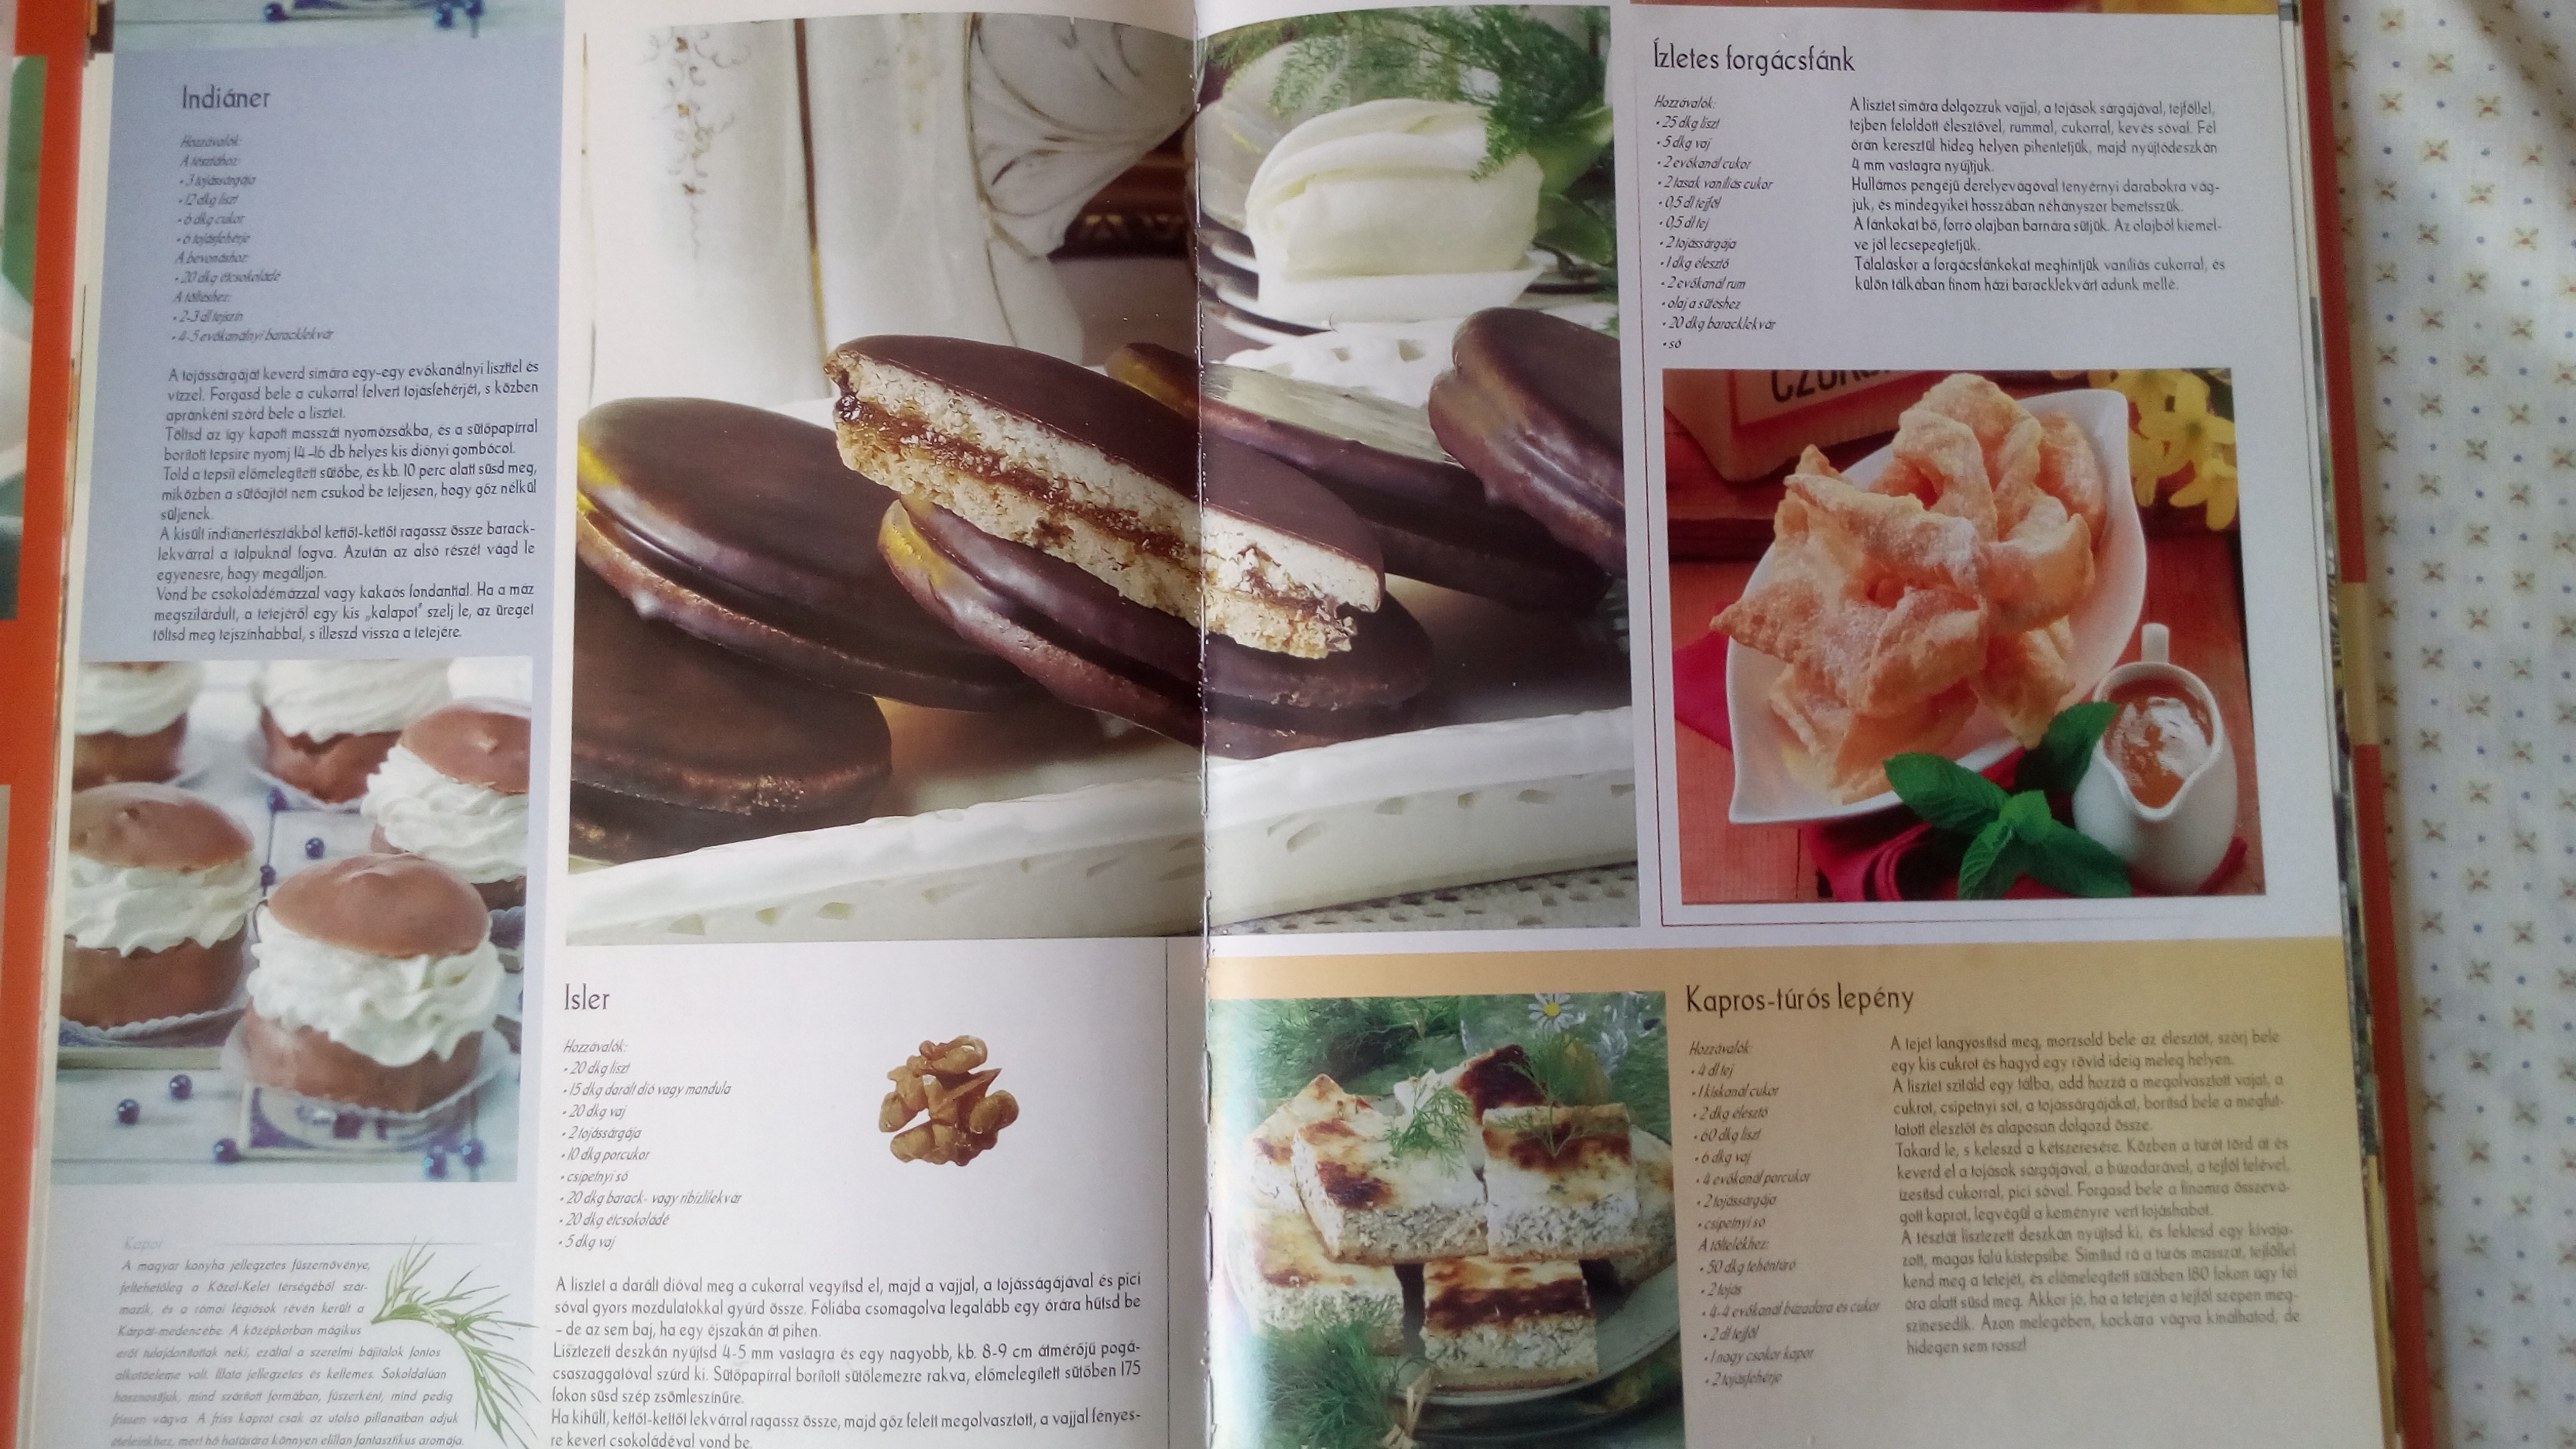 Indiáner
Hozzávalók:
A tésztához:
• 3 tojássárgája
• 12 dkg liszt
• 6 dkg cukor
• 6 tojásfehérje
A bevonáshoz:
• 20 dkg étcsokoládé
A töltéshez:
• 2-3 dl tejszín
• 4-5 evőkanálnyi baracklekvár
A tojássárgáját keverd simára egy-egy evőkanálnyi liszttel és
vízzel. Forgasd bele a cukorral felvert tojásfehérjét, s közben
apránként szórd bele a lisztet.
Töltsd az így kapott masszát nyomózsákba, és a sütőpapírral
borított tepsire nyomj 14-16 db helyes kis diónyi gombócot.
Told a tepsit előmelegített sütőbe, és kb. 10 perc alatt süsd meg,
miközben a sütőajtót nem csukod be teljesen, hogy gőz nélkül
süljenek.
A kisült indiánertésztákból kettőt-kettőt ragassz össze barack-
lekvárral a talpuknál fogva. Azután az alsó részét vágd le
egyenesre, hogy megálljon.
Vond be csokoládémázzal vagy kakaós fondanttal. Ha a máz
megszilárdult, a tetejéről egy kis „kalapot" szelj le, az üreget
töltsd meg tejszínhabbal, s illeszd vissza a tetejére.
Kapor
A magyar konyha jellegzetes fűszernövénye,
feltehetőleg a Közel-Kelet térségéből szár-
mazik, és a római légiósok révén került a
Kárpát-medencébe. A középkorban mágikus
erőt tulajdonítottak neki, ezáltal a szerelmi bájitalok fontos
alkotóeleme volt. Illata jellegzetes és kellemes. Sokoldalúan
hasznosítjuk, mind szárított formában, fűszerként, mind pedig
frissen vágva. A friss kaprot csak az utolsó pillanatban adjuk
ételeinkhez, mert hő hatására könnyen elillan fantasztikus aromája.
Isler
Hozzávalók:
• 20 dkg liszt
• 15 dkg darált dió vagy mandula
• 20 dkg vaj
• 2 tojássárgája
• 10 dkg porcukor
• csipetnyi só
• 20 dkg barack- vagy ribizlilekvár
• 20 dkg étcsokoládé
• 5 dkg vaj
A lisztet a darált dióval meg a cukorral vegyítsd el, majd a vajjal, a tojásságájával és pici
sóval gyors mozdulatokkal gyúrd össze. Fóliába csomagolva legalább egy órára hűtsd be
– de az sem baj, ha egy éjszakán át pihen.
Lisztezett deszkán nyújtsd 4-5 mm vastagra és egy nagyobb, kb. 8-9 cm átmérőjű pogá-
csaszaggatóval szúrd ki. Sütőpapírral borított sütőlemezre rakva, előmelegített sütőben 175
fokon süsd szép zsömleszínűre.
Ha kihűlt, kettőt-kettőt lekvárral ragassz össze, majd gőz felett megolvasztott, a vajjal fényes-
re kevert csokoládéval vond be.
Ízletes forgácsfánk
Hozzávalók:
• 25 dkg liszt
• 5 dkg vaj
• 2 evőkanál cukor
• 2 tasak vaníliás cukor
• 0,5 dl tejföl
• 0,5 dl tej
• 2 tojássárgája
• 1 dkg élesztő
• 2 evőkanál rum
• olaj a sütéshez
• 20 dkg baracklekvár
• só
A lisztet simára dolgozzuk vajjal, a tojások sárgájával, tejföllel,
tejben feloldott élesztővel, rummal, cukorral, kevés sóval. Fél
órán keresztül hideg helyen pihentetjük, majd nyújtódeszkán
4 mm vastagra nyújtjuk.
Hullámos pengéjű derelyevágóval tenyérnyi darabokra vág-
juk, és mindegyiket hosszában néhányszor bemetsszük.
A fánkokat bő, forró olajban barnára sütjük. Az olajból kiemel-
ve jól lecsepegtetjük.
Tálaláskor a forgácsfánkokat meghintjük vaníliás cukorral, és
külön tálkában finom házi baracklekvárt adunk mellé.
Kapros-túrós lepény
Hozzávalók:
• 4 dl tej
• 1 kiskanál cukor
• 2 dkg élesztő
• 60 dkg liszt
• 6 dkg vaj
• 4 evőkanál porcukor
• 2 tojássárgája
• csipetnyi só
A töltelékhez:
• 50 dkg tehéntúró
• 2 tojás
• 4-4 evőkanál búzadara és cukor
• 2 dl tejföl
• 1 nagy csokor kapor
• 2 tojásfehérje
A tejet langyosítsd meg, morzsold bele az élesztőt, szórj bele
egy kis cukrot és hagyd egy rövid ideig meleg helyen.
A lisztet szitáld egy tálba, add hozzá a megolvasztott vajat, a
cukrot, csipetnyi sót, a tojássárgájákat, borítsd bele a megfut-
tatott élesztőt és alaposan dolgozd össze.
Takard le, s keleszd a kétszeresére. Közben a túrót törd át és
keverd el a tojások sárgájával, a búzadarával, a tejföl felével,
ízesítsd cukorral, pici sóval. Forgasd bele a finomra összevá-
gott kaprot, legvégül a keményre vert tojáshabot.
A tésztát lisztezett deszkán nyújtsd ki, és fektesd egy kivaja-
zott, magas falú kistepsibe. Simítsd rá a túrós masszát, tejföllel
kend meg a tetejét, és előmelegített sütőben 180 fokon úgy fél
óra alatt süsd meg. Akkor jó, ha a tetején a tejföl szépen meg-
színesedik. Azon melegében, kockára vágva kínálhatod, de
hidegen sem rossz!